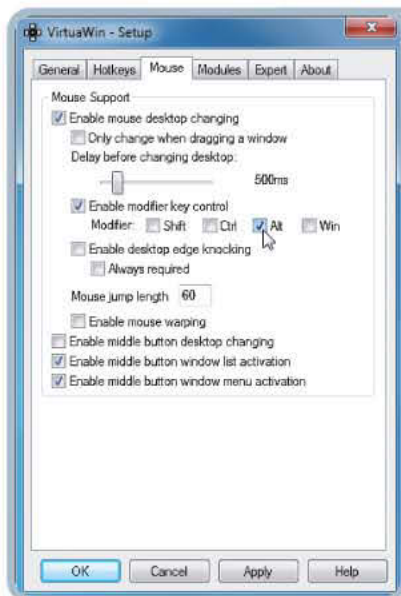 VirtuaWin - Setup
General Hotkeys Mouse Modules Expert About
Mouse Support
Enable mouse desktop changing
Only change when dragging a window
Delay before changing desktop:
500ms
Enable modifier key control
Modifier: Shift Ctrl Alt Win
Enable desktop edge knocking
Always required
Mouse jump length 60
Enable mouse warping
Enable middle button desktop changing
Enable middle button window list activation
Enable middle button window menu activation
OK Cancel Apply Help